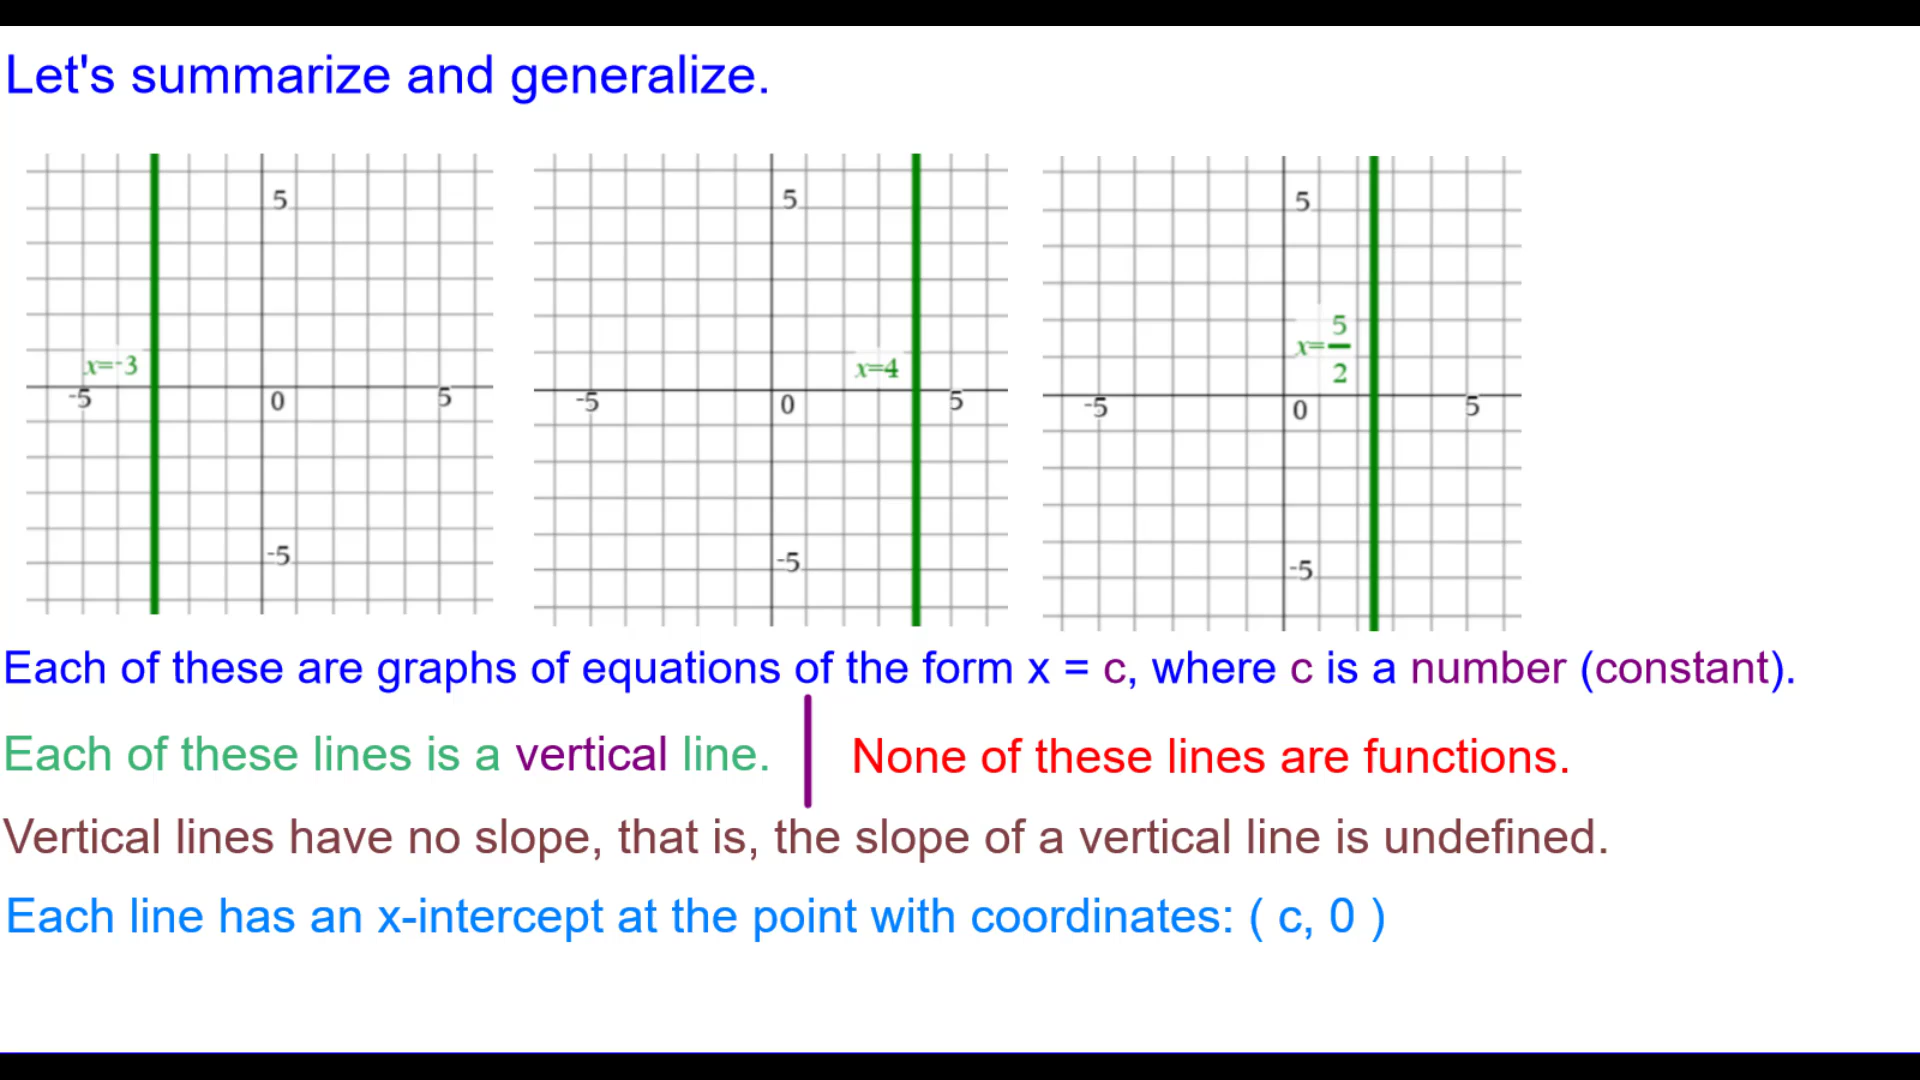 Let's summarize and generalize.
5
x=-3
-5
0
5
-5
5
x=4
-5
0
5
-5
5
x=5/2
-5
0
5
-5
Each of these are graphs of equations of the form x = c, where c is a number (constant).
Each of these lines is a vertical line.
None of these lines are functions.
Vertical lines have no slope, that is, the slope of a vertical line is undefined.
Each line has an x-intercept at the point with coordinates: ( c, 0 )